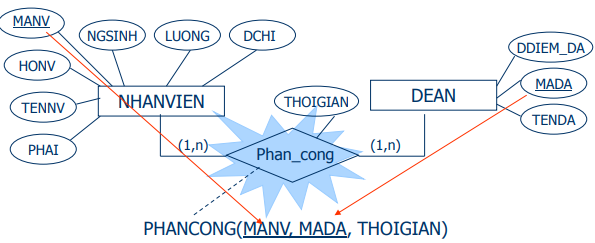 MANV
NGSINH
LUONG
DCHI
HONV
TENNV
PHAI
NHANVIEN
THOIGIAN
DEAN
DDIEM_DA
MADA
TENDA
(1,n)
Phan_cong
(1,n)
PHANCONG(MANV, MADA, THOIGIAN)